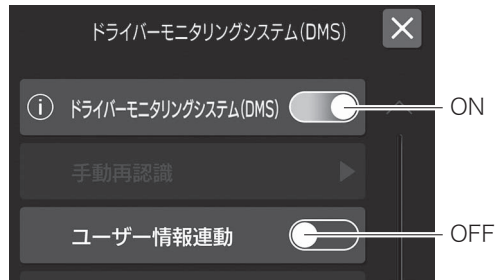 ドライバーモニタリングシステム(DMS)
ⓘ ドライバーモニタリングシステム(DMS) ON
手動再認識
ユーザー情報連動 OFF